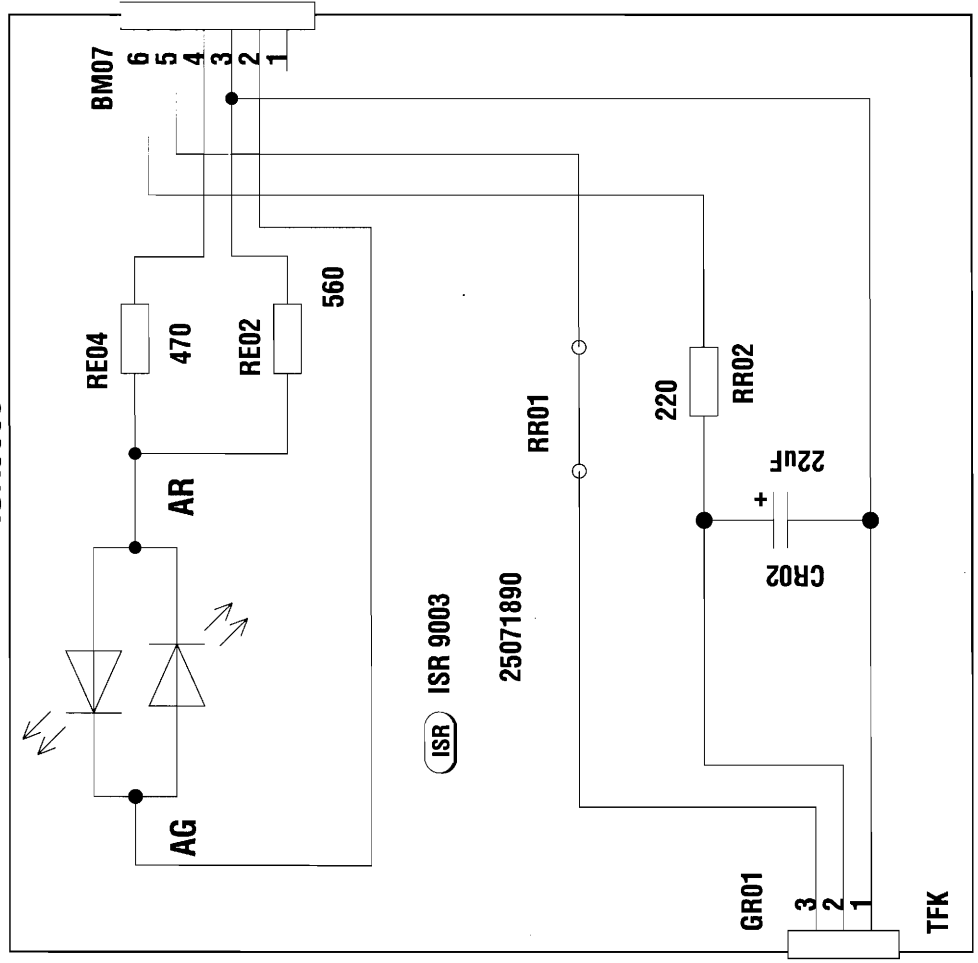 BM07
6
5
4
3
2
1
RE04
470
RE02
560
AR
AG
RR01
220
RR02
+
22uF
CR02
ISR
ISR 9003
25071890
GR01
3
2
1
TFK